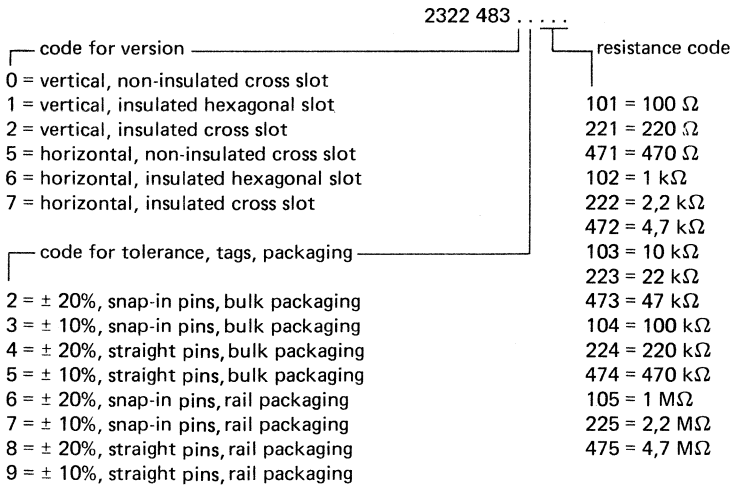 2322 483 . . . . .
code for version
0 = vertical, non-insulated cross slot
1 = vertical, insulated hexagonal slot
2 = vertical, insulated cross slot
5 = horizontal, non-insulated cross slot
6 = horizontal, insulated hexagonal slot
7 = horizontal, insulated cross slot
code for tolerance, tags, packaging
2 = ± 20%, snap-in pins, bulk packaging
3 = ± 10%, snap-in pins, bulk packaging
4 = ± 20%, straight pins, bulk packaging
5 = ± 10%, straight pins, bulk packaging
6 = ± 20%, snap-in pins, rail packaging
7 = ± 10%, snap-in pins, rail packaging
8 = ± 20%, straight pins, rail packaging
9 = ± 10%, straight pins, rail packaging
resistance code
101 = 100 Ω
221 = 220 Ω
471 = 470 Ω
102 = 1 kΩ
222 = 2,2 kΩ
472 = 4,7 kΩ
103 = 10 kΩ
223 = 22 kΩ
473 = 47 kΩ
104 = 100 kΩ
224 = 220 kΩ
474 = 470 kΩ
105 = 1 MΩ
225 = 2,2 MΩ
475 = 4,7 MΩ